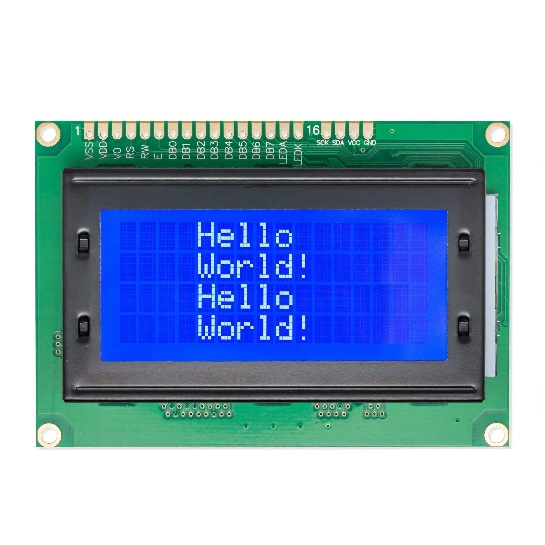 1 VSS VDD VO RS RW E DB0 DB1 DB2 DB3 DB4 DB5 DB6 DB7 LEDA LEDK 16 SCK SDA VCC GND
Hello
World!
Hello
World!